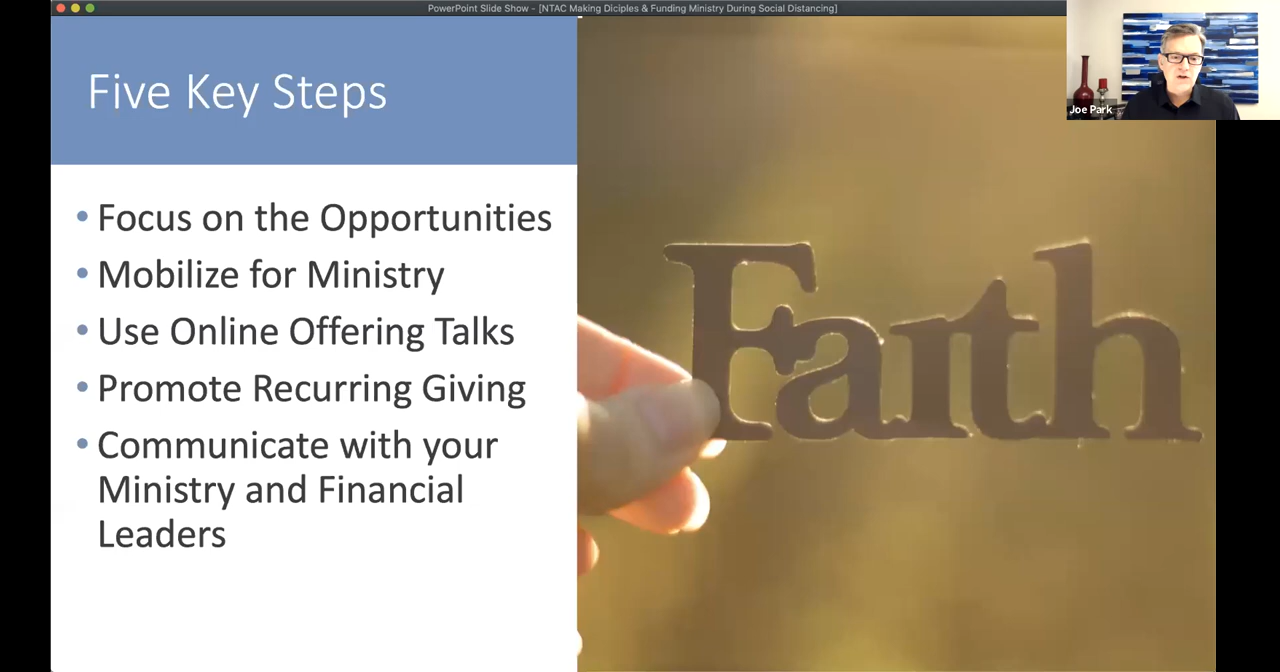 PowerPoint Slide Show - [NTAC Making Diciples & Funding Ministry During Social Distancing]
Joe Park
Five Key Steps
• Focus on the Opportunities
• Mobilize for Ministry
• Use Online Offering Talks
• Promote Recurring Giving
• Communicate with your
Ministry and Financial
Leaders
Faith